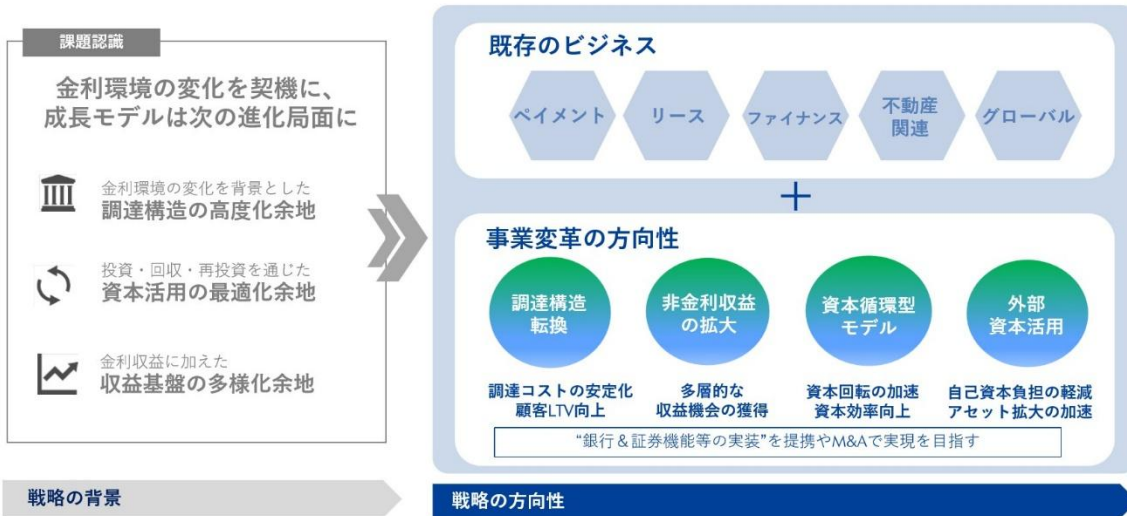 課題認識
金利環境の変化を契機に、
成長モデルは次の進化局面に
金利環境の変化を背景とした
調達構造の高度化余地
投資・回収・再投資を通じた
資本活用の最適化余地
金利収益に加えた
収益基盤の多様化余地
戦略の背景
既存のビジネス
ペイメント
リース
ファイナンス
不動産
関連
グローバル
+
事業変革の方向性
調達構造
転換
非金利収益
の拡大
資本循環型
モデル
外部
資本活用
調達コストの安定化
顧客LTV向上
多層的な
収益機会の獲得
資本回転の加速
資本効率向上
自己資本負担の軽減
アセット拡大の加速
“銀行&証券機能等の実装”を提携やM&Aで実現を目指す
戦略の方向性